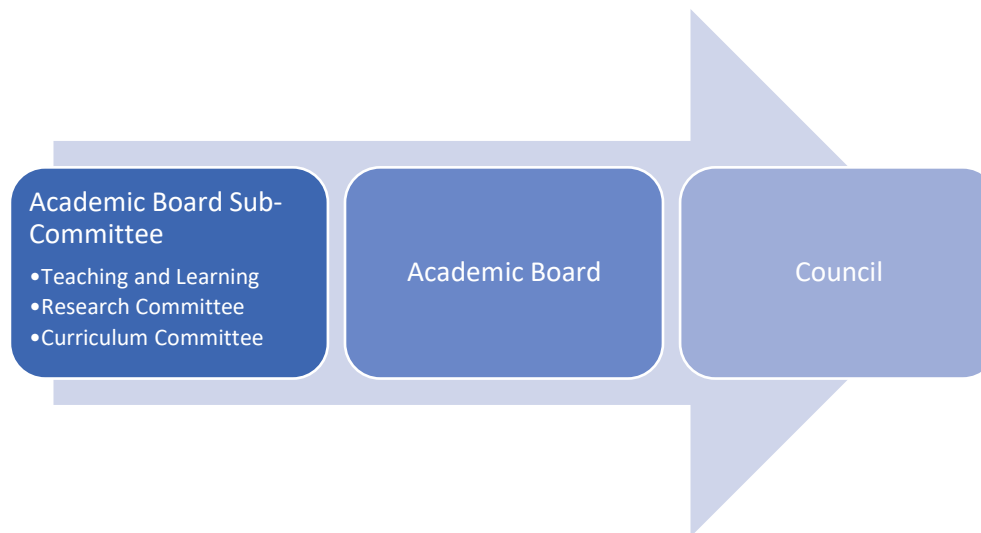 Academic Board Sub-
Committee
•Teaching and Learning
•Research Committee
•Curriculum Committee
Academic Board
Council